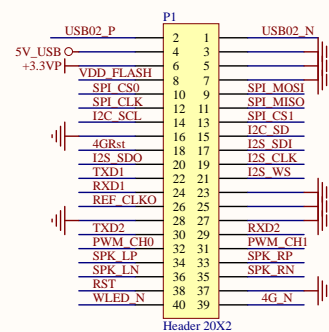 P1
USB02_P 2 1 USB02_N
5V_USB 4 3
+3.3VP 6 5
VDD_FLASH 8 7
SPI_CS0 10 9 SPI_MOSI
SPI_CLK 12 11 SPI_MISO
I2C_SCL 14 13 SPI_CS1
16 15 I2C_SD
4GRst 18 17 I2S_SDI
I2S_SDO 20 19 I2S_CLK
TXD1 22 21 I2S_WS
RXD1 24 23
REF_CLKO 26 25
28 27
TXD2 30 29 RXD2
PWM_CH0 32 31 PWM_CH1
SPK_LP 34 33 SPK_RP
SPK_LN 36 35 SPK_RN
RST 38 37
WLED_N 40 39 4G_N
Header 20X2